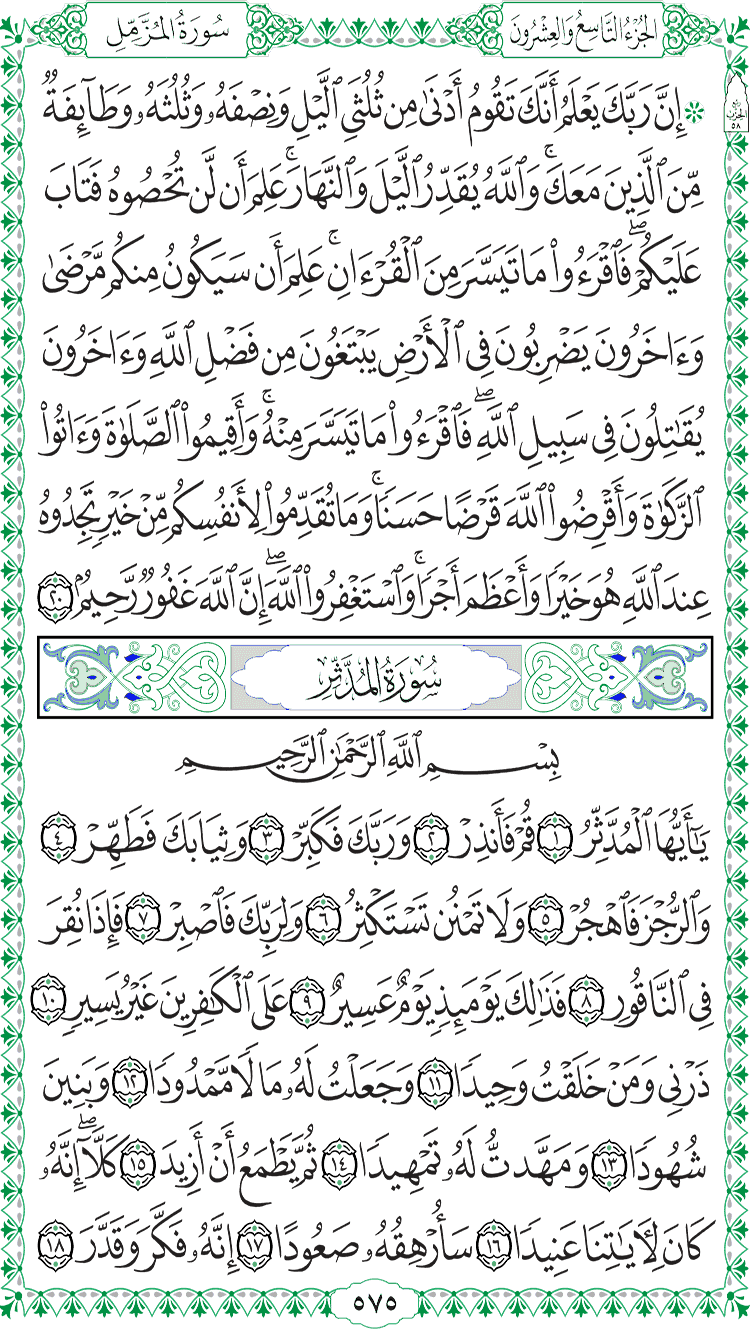 الجُزْءُ التَّاسِعُ وَالعِشْرُونَ
سُورَةُ المُزَّمِّل
رُبع
الحِزْب
٥٨
۞ إِنَّ رَبَّكَ يَعْلَمُ أَنَّكَ تَقُومُ أَدْنَىٰ مِن ثُلُثَيِ ٱلَّيْلِ وَنِصْفَهُۥ وَثُلُثَهُۥ وَطَآئِفَةٌ
مِّنَ ٱلَّذِينَ مَعَكَۚ وَٱللَّهُ يُقَدِّرُ ٱلَّيْلَ وَٱلنَّهَارَۚ عَلِمَ أَن لَّن تُحْصُوهُ فَتَابَ
عَلَيْكُمْۖ فَٱقْرَءُوا۟ مَا تَيَسَّرَ مِنَ ٱلْقُرْءَانِۚ عَلِمَ أَن سَيَكُونُ مِنكُم مَّرْضَىٰ
وَءَاخَرُونَ يَضْرِبُونَ فِى ٱلْأَرْضِ يَبْتَغُونَ مِن فَضْلِ ٱللَّهِ وَءَاخَرُونَ
يُقَـٰتِلُونَ فِى سَبِيلِ ٱللَّهِۖ فَٱقْرَءُوا۟ مَا تَيَسَّرَ مِنْهُۚ وَأَقِيمُوا۟ ٱلصَّلَوٰةَ وَءَاتُوا۟
ٱلزَّكَوٰةَ وَأَقْرِضُوا۟ ٱللَّهَ قَرْضًا حَسَنًاۚ وَمَا تُقَدِّمُوا۟ لِأَنفُسِكُم مِّنْ خَيْرٍ تَجِدُوهُ
عِندَ ٱللَّهِ هُوَ خَيْرًا وَأَعْظَمَ أَجْرًاۚ وَٱسْتَغْفِرُوا۟ ٱللَّهَۖ إِنَّ ٱللَّهَ غَفُورٌ رَّحِيمٌۢ ٢٠
سُورَةُ المُدَّثِّر
بِسْمِ ٱللَّهِ ٱلرَّحْمَـٰنِ ٱلرَّحِيمِ
يَـٰٓأَيُّهَا ٱلْمُدَّثِّرُ ١ قُمْ فَأَنذِرْ ٢ وَرَبَّكَ فَكَبِّرْ ٣ وَثِيَابَكَ فَطَهِّرْ ٤
وَٱلرُّجْزَ فَٱهْجُرْ ٥ وَلَا تَمْنُن تَسْتَكْثِرُ ٦ وَلِرَبِّكَ فَٱصْبِرْ ٧ فَإِذَا نُقِرَ
فِى ٱلنَّاقُورِ ٨ فَذَٰلِكَ يَوْمَئِذٍ يَوْمٌ عَسِيرٌ ٩ عَلَى ٱلْكَـٰفِرِينَ غَيْرُ يَسِيرٍ ١٠
ذَرْنِى وَمَنْ خَلَقْتُ وَحِيدًا ١١ وَجَعَلْتُ لَهُۥ مَالًا مَّمْدُودًا ١٢ وَبَنِينَ
شُهُودًا ١٣ وَمَهَّدتُّ لَهُۥ تَمْهِيدًا ١٤ ثُمَّ يَطْمَعُ أَنْ أَزِيدَ ١٥ كَلَّآۖ إِنَّهُۥ
كَانَ لِـَٔايَـٰتِنَا عَنِيدًا ١٦ سَأُرْهِقُهُۥ صَعُودًا ١٧ إِنَّهُۥ فَكَّرَ وَقَدَّرَ ١٨
٥٧٥